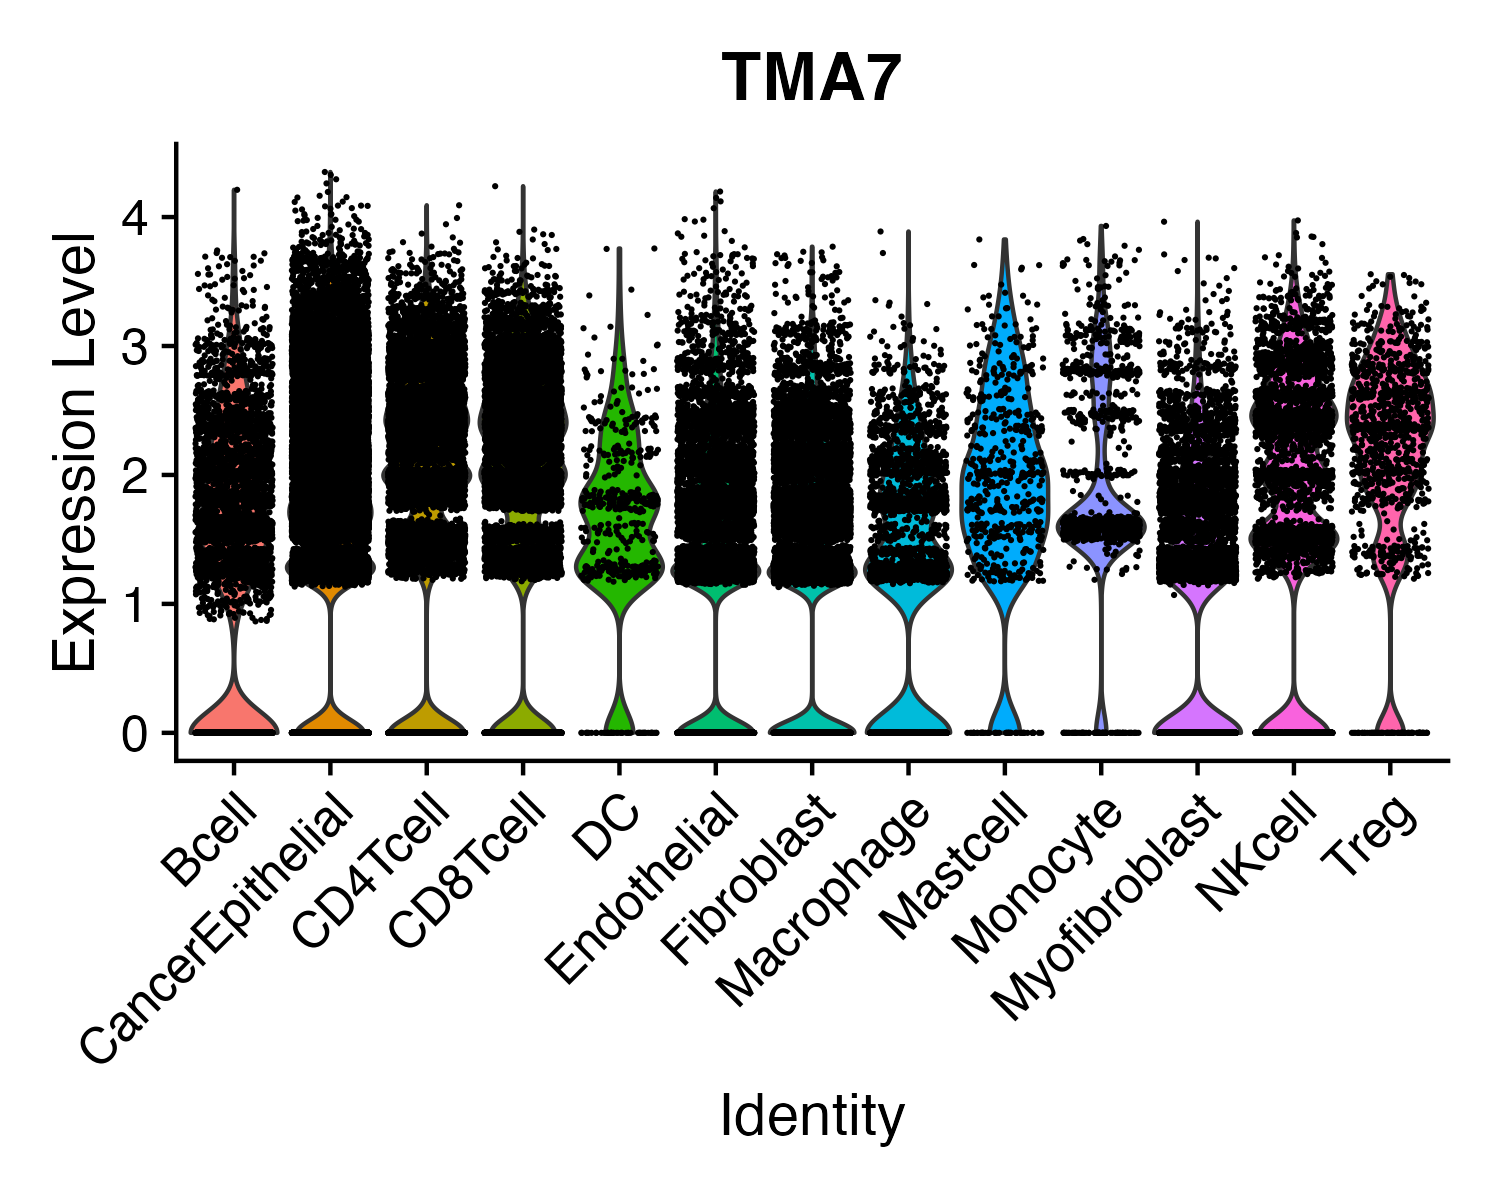 TMA7
Expression Level
4
3
2
1
0
Bcell
CancerEpithelial
CD4Tcell
CD8Tcell
DC
Endothelial
Fibroblast
Macrophage
Mastcell
Monocyte
Myofibroblast
NKcell
Treg
Identity